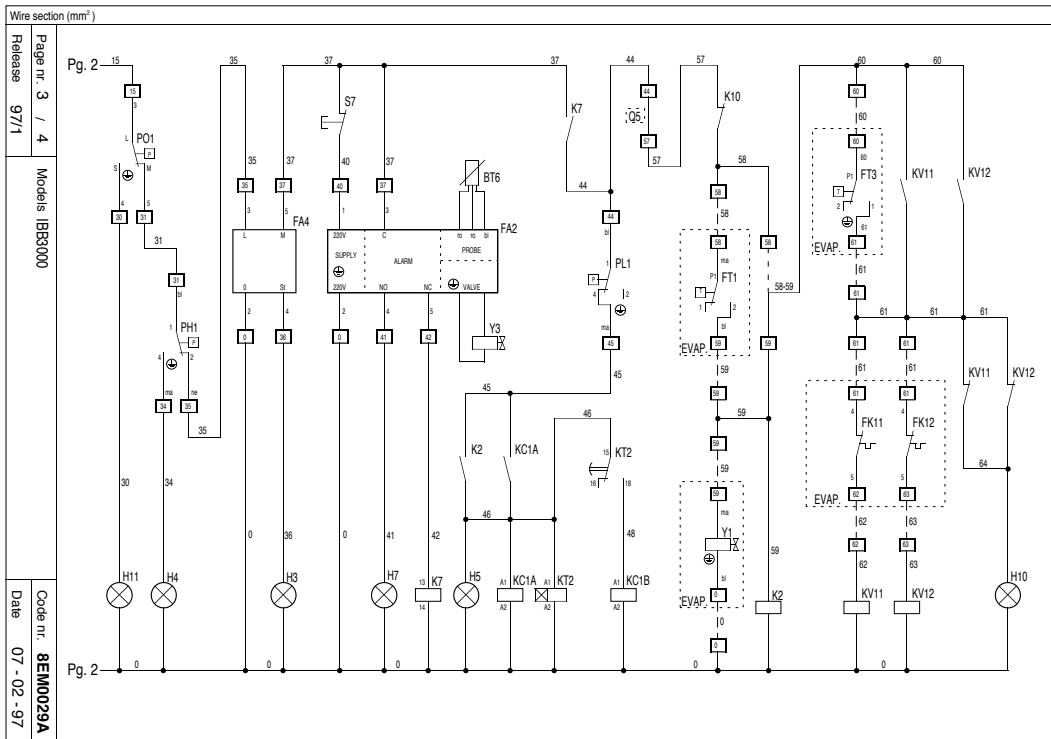 Wire section (mm²)
Page nr. 3 / 4
Release 97/1
Models IBB3000
Code nr. 8EM0029A
Date 07 - 02 - 97
Pg. 2
15
35
37
37
44
57
60
60
15
3
L
PO1
P
S
M
4
5
30
31
31
31
bl
1
PH1
P
4
2
ma
ne
34
35
35
30
34
H11
H4
35
37
35
37
3
5
FA4
L
M
0
St
2
4
0
36
0
36
H3
S7
40
37
40
37
1
3
BT6
FA2
220V
C
ro
ro
bl
SUPPLY
ALARM
PROBE
220V
NO
NC
VALVE
2
4
5
0
41
42
Y3
0
41
42
H7
13
K7
14
K7
44
44
bl
1
PL1
P
4
2
ma
45
45
45
K2
KC1A
46
46
15
KT2
16
18
48
H5
A1
KC1A
A2
A1
KT2
A2
A1
KC1B
A2
44
Q5
57
57
K10
58
58
58
58
58
ma
P1
FT1
T
1
2
bl
59
EVAP.
58-59
59
59
59
59
59
59
59
59
ma
Y1
bl
EVAP.
0
0
0
59
K2
60
60
60
60
P1
FT3
T
2
1
61
61
EVAP.
61
61
KV11
KV12
61
61
61
61
61
61
61
61
61
4
4
FK11
FK12
5
5
EVAP.
62
63
62
63
62
63
62
63
KV11
KV12
KV11
KV12
64
H10
Pg. 2
0
0
0
0
0